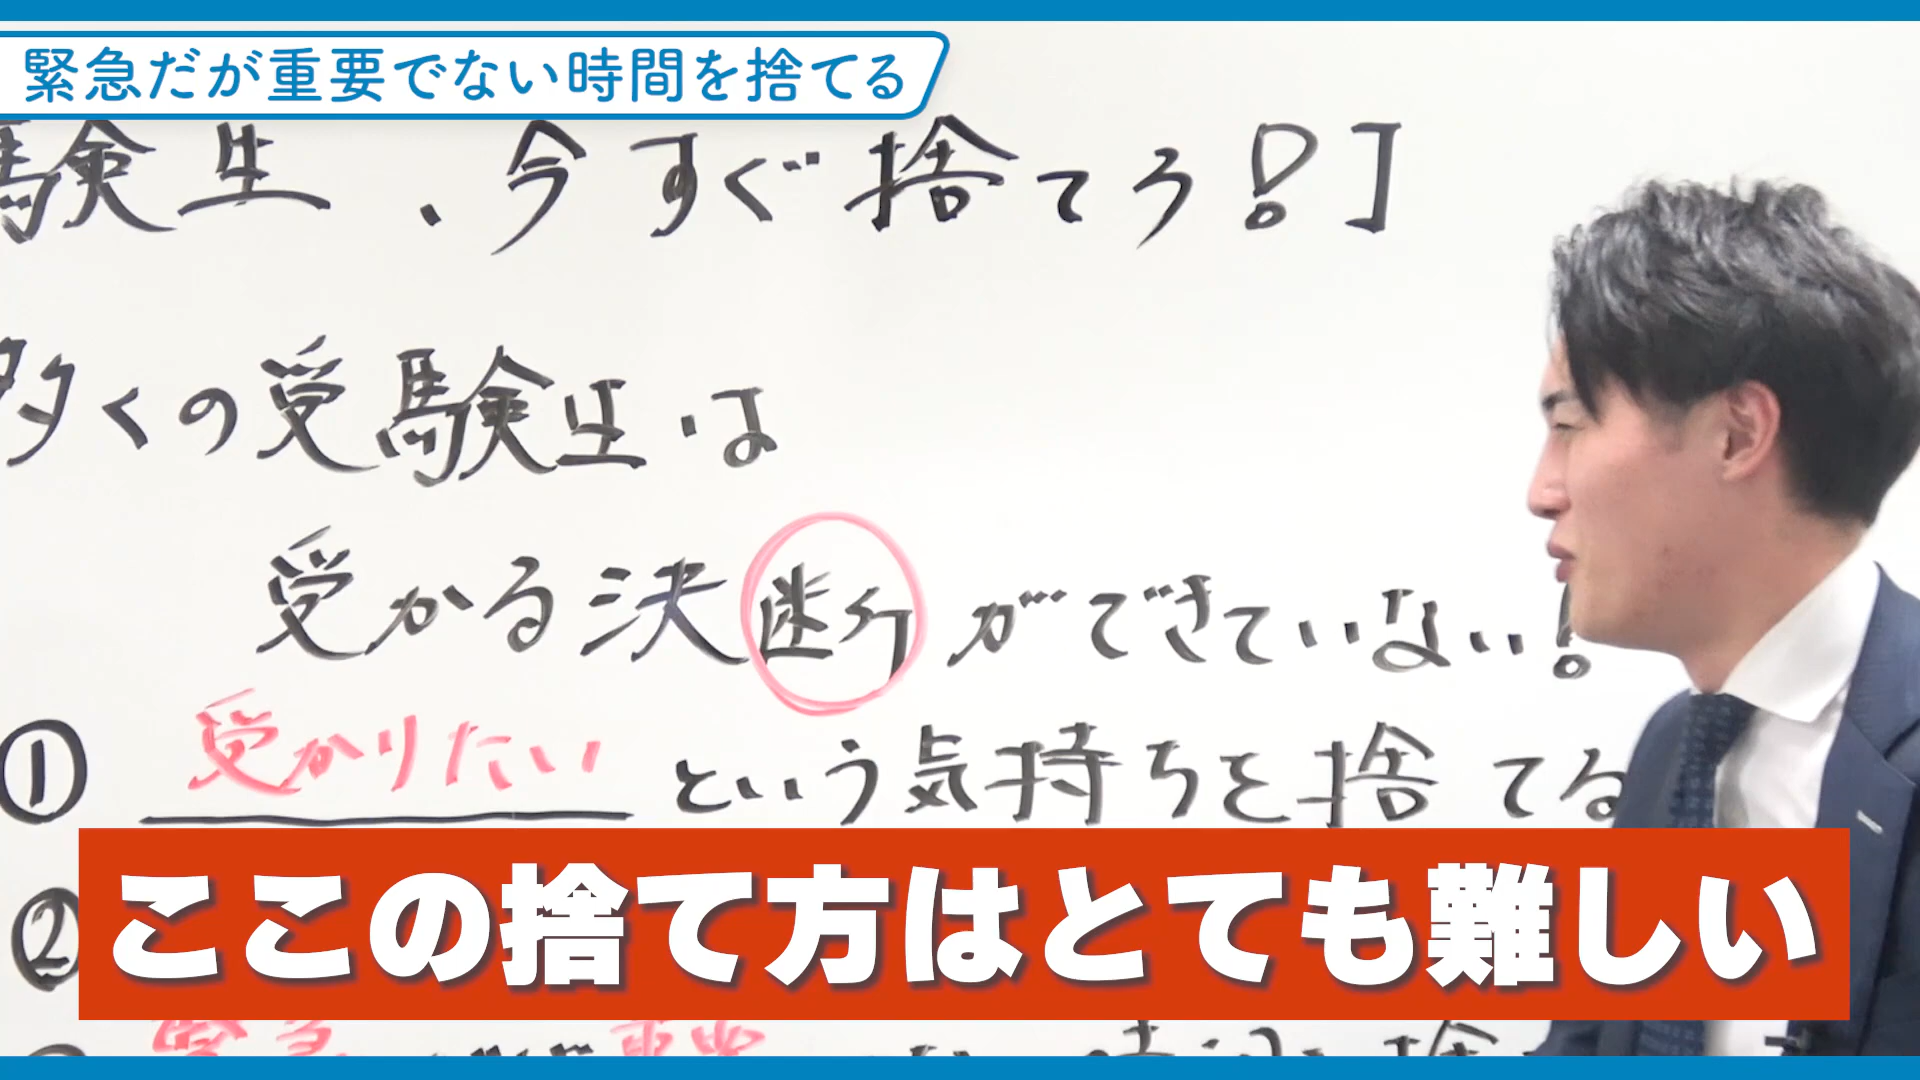 緊急だが重要でない時間を捨てる
験生、今すぐ捨てろ!]
多くの受験生は
受かる決断ができていない!
① 受かりたい という気持ちを捨てる
②
ここの捨て方はとても難しい